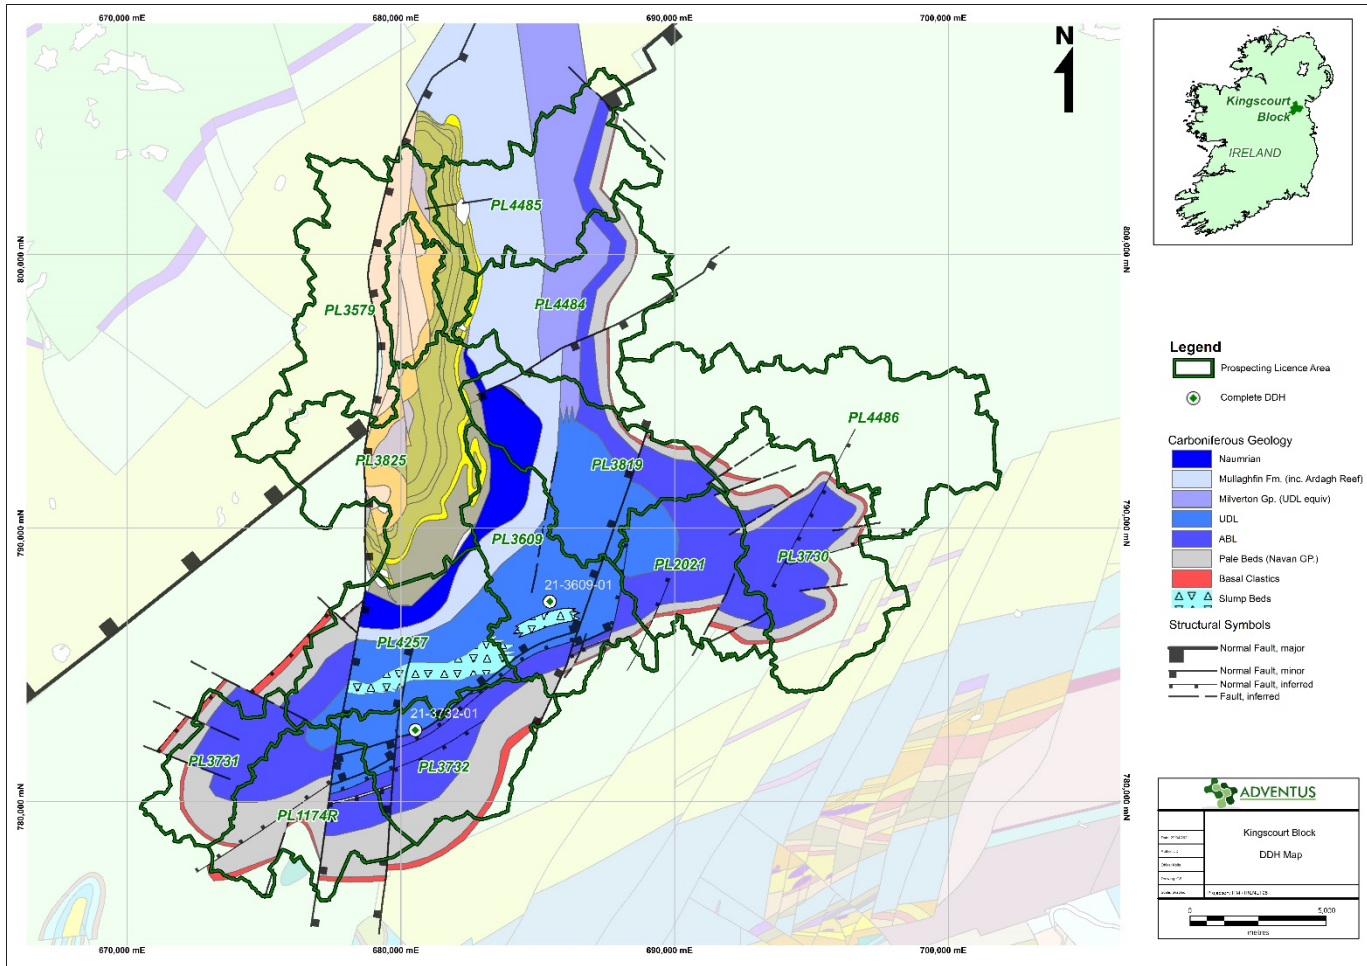 670,000 mE
680,000 mE
690,000 mE
700,000 mE
N
Kingscourt
Block
IRELAND
800,000 mN
800,000 mN
PL4485
PL4484
PL3579
PL4486
PL3825
PL3819
790,000 mN
790,000 mN
PL3609
PL2021
PL3730
21-3609-01
PL4257
21-3732-01
PL3731
PL3732
780,000 mN
780,000 mN
PL1174R
670,000 mE
680,000 mE
690,000 mE
700,000 mE
Legend
Prospecting Licence Area
Complete DDH
Carboniferous Geology
Naumrian
Mullaghfin Fm. (inc. Ardagh Reef)
Milverton Gp. (UDL equiv)
UDL
ABL
Pale Beds (Navan GP.)
Basal Clastics
Slump Beds
Structural Symbols
Normal Fault, major
Normal Fault, minor
Normal Fault, inferred
Fault, inferred
ADVENTUS
Kingscourt Block
DDH Map
0
5,000
metres